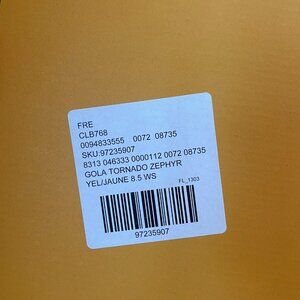 FRE
CLB768
0094833555 0072 08735
SKU:97235907
8313 046333 0000112 0072 08735
GOLA TORNADO ZEPHYR
YEL/JAUNE 8.5 WS
FL_1303
97235907